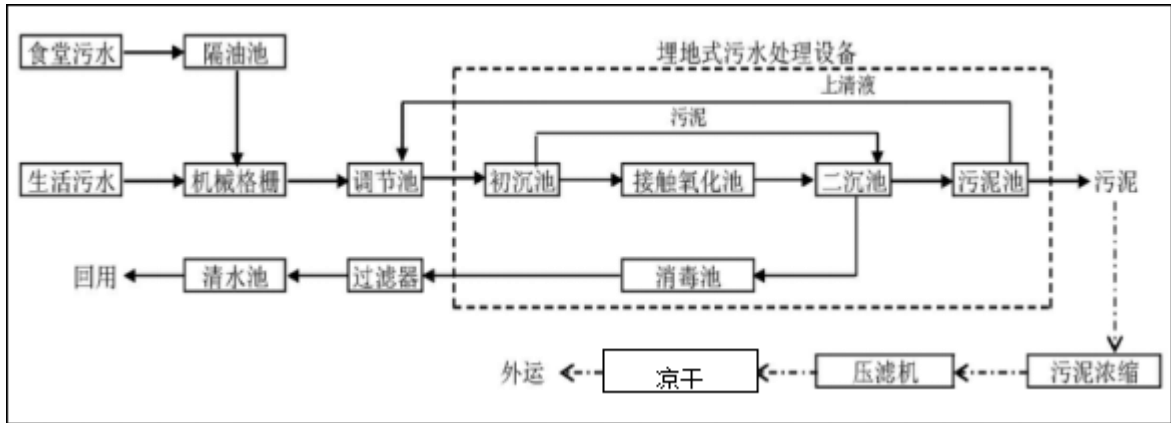 食堂污水
隔油池
埋地式污水处理设备
上清液
污泥
生活污水
机械格栅
调节池
初沉池
接触氧化池
二沉池
污泥池
污泥
回用
清水池
过滤器
消毒池
外运
凉干
压滤机
污泥浓缩